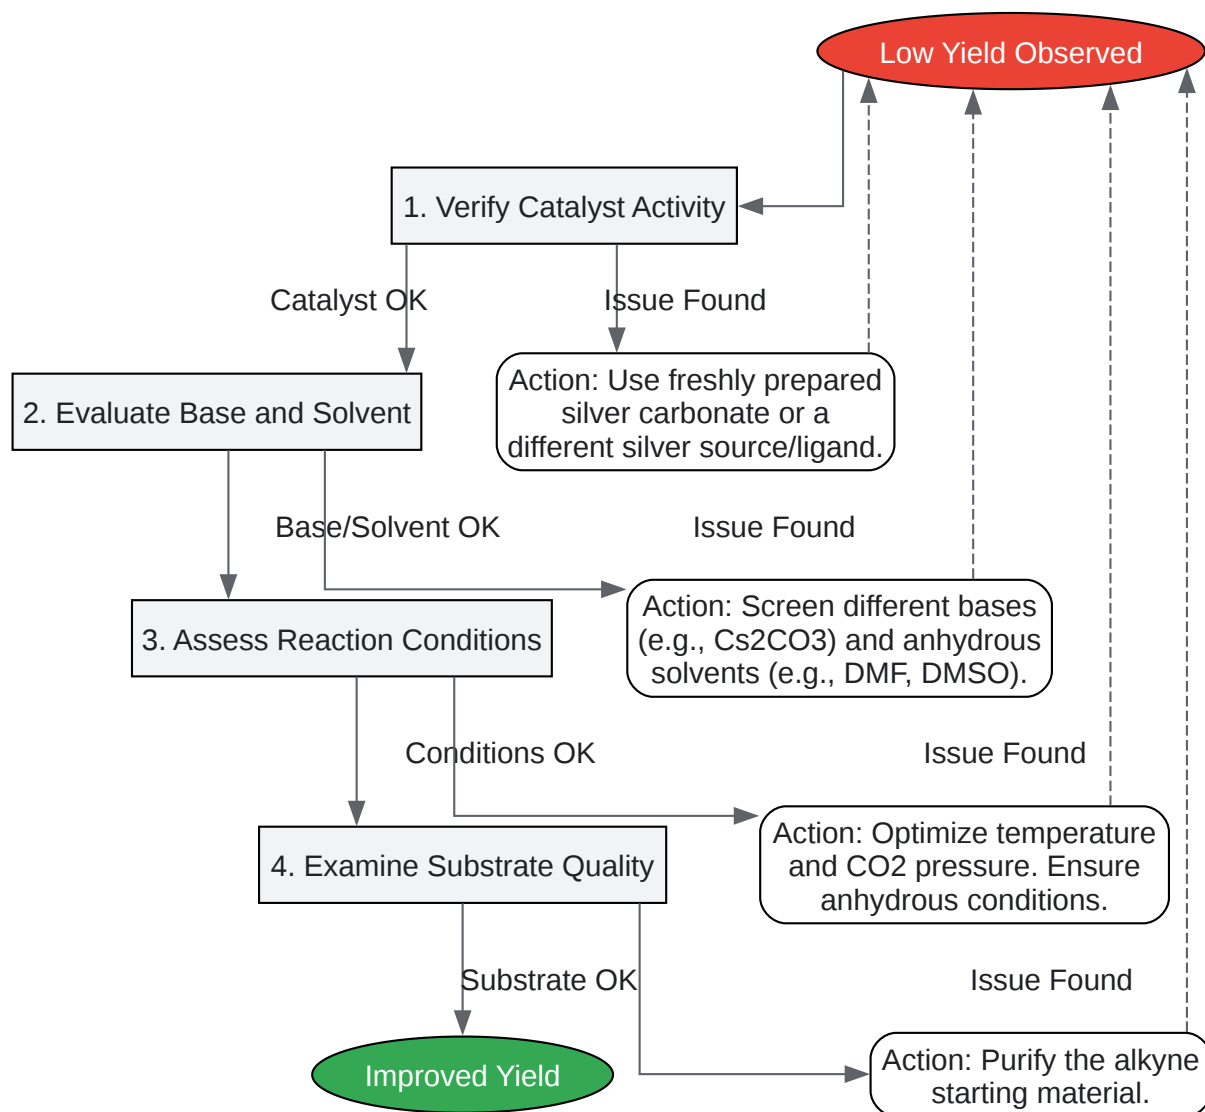 Low Yield Observed
1. Verify Catalyst Activity
Catalyst OK
Issue Found
Action: Use freshly prepared
silver carbonate or a
different silver source/ligand.
2. Evaluate Base and Solvent
Base/Solvent OK
Issue Found
Action: Screen different bases
(e.g., Cs2CO3) and anhydrous
solvents (e.g., DMF, DMSO).
3. Assess Reaction Conditions
Conditions OK
Issue Found
Action: Optimize temperature
and CO2 pressure. Ensure
anhydrous conditions.
4. Examine Substrate Quality
Substrate OK
Issue Found
Action: Purify the alkyne
starting material.
Improved Yield